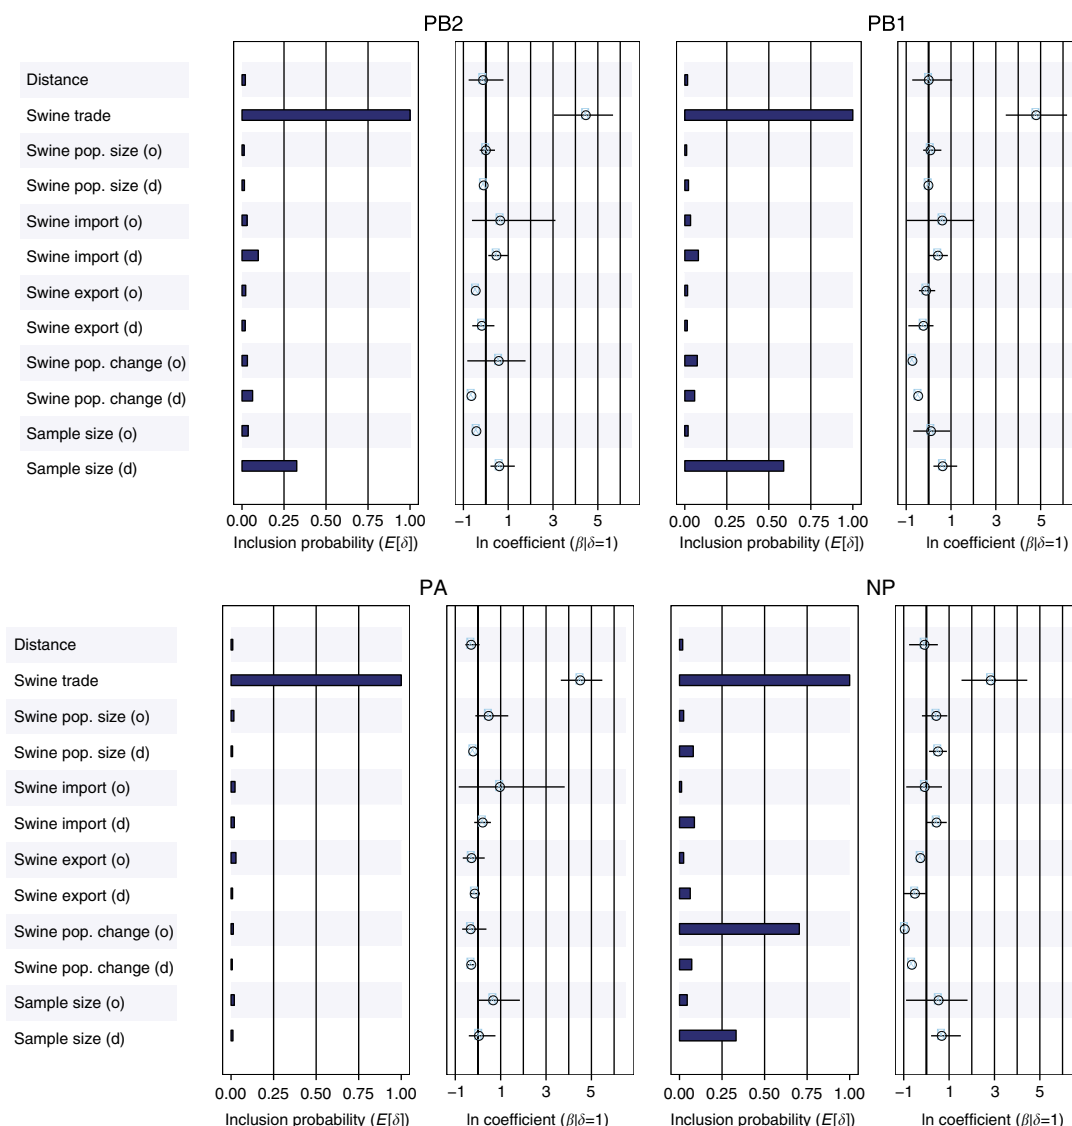 PB2 PB1
Distance
Swine trade
Swine pop. size (o)
Swine pop. size (d)
Swine import (o)
Swine import (d)
Swine export (o)
Swine export (d)
Swine pop. change (o)
Swine pop. change (d)
Sample size (o)
Sample size (d)
0.00 0.25 0.50 0.75 1.00 −1 1 3 5 0.00 0.25 0.50 0.75 1.00 −1 1 3 5
Inclusion probability (E[δ]) ln coefficient (β|δ=1) Inclusion probability (E[δ]) ln coefficient (β|δ=1)
PA NP
Distance
Swine trade
Swine pop. size (o)
Swine pop. size (d)
Swine import (o)
Swine import (d)
Swine export (o)
Swine export (d)
Swine pop. change (o)
Swine pop. change (d)
Sample size (o)
Sample size (d)
0.00 0.25 0.50 0.75 1.00 −1 1 3 5 0.00 0.25 0.50 0.75 1.00 −1 1 3 5
Inclusion probability (E[δ]) ln coefficient (β|δ=1) Inclusion probability (E[δ]) ln coefficient (β|δ=1)